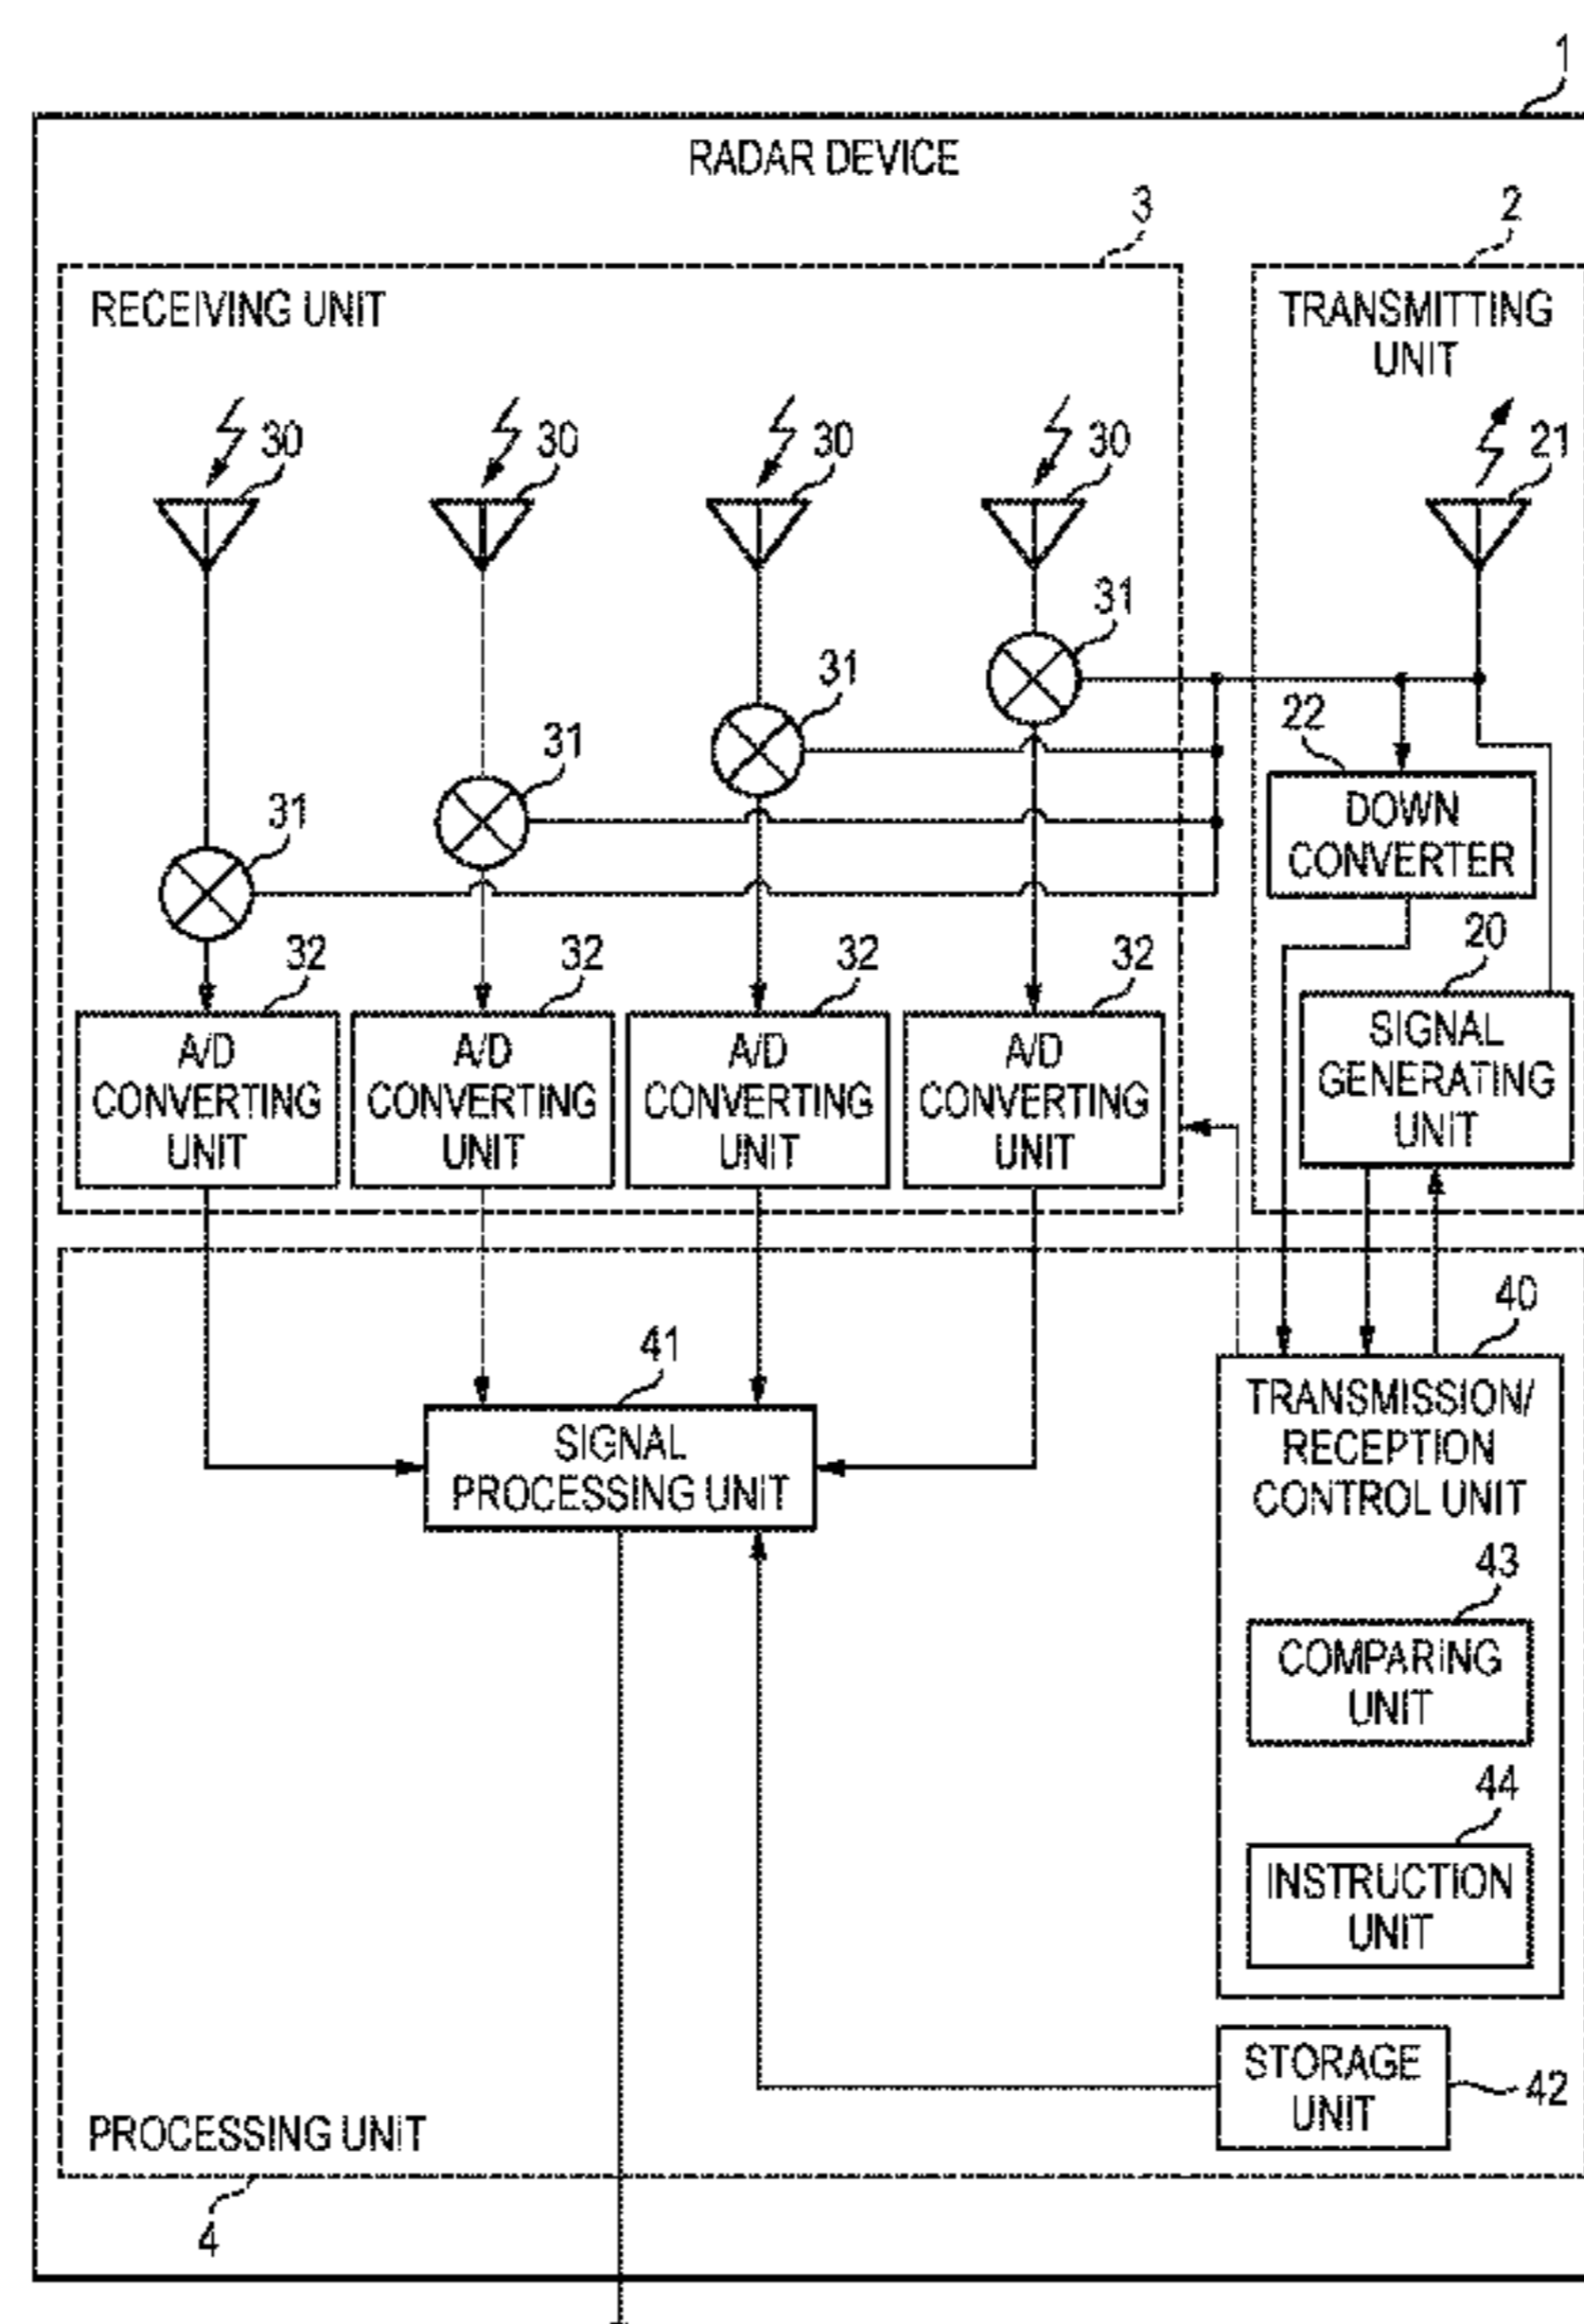 1
RADAR DEVICE
3
2
RECEIVING UNIT
TRANSMITTING
UNIT
30
30
30
30
21
31
31
31
31
22
DOWN
CONVERTER
20
SIGNAL
GENERATING
UNIT
32
32
32
32
A/D
CONVERTING
UNIT
A/D
CONVERTING
UNIT
A/D
CONVERTING
UNIT
A/D
CONVERTING
UNIT
40
TRANSMISSION/
RECEPTION
CONTROL UNIT
41
SIGNAL
PROCESSING UNIT
43
COMPARING
UNIT
44
INSTRUCTION
UNIT
STORAGE
UNIT
42
PROCESSING UNIT
4